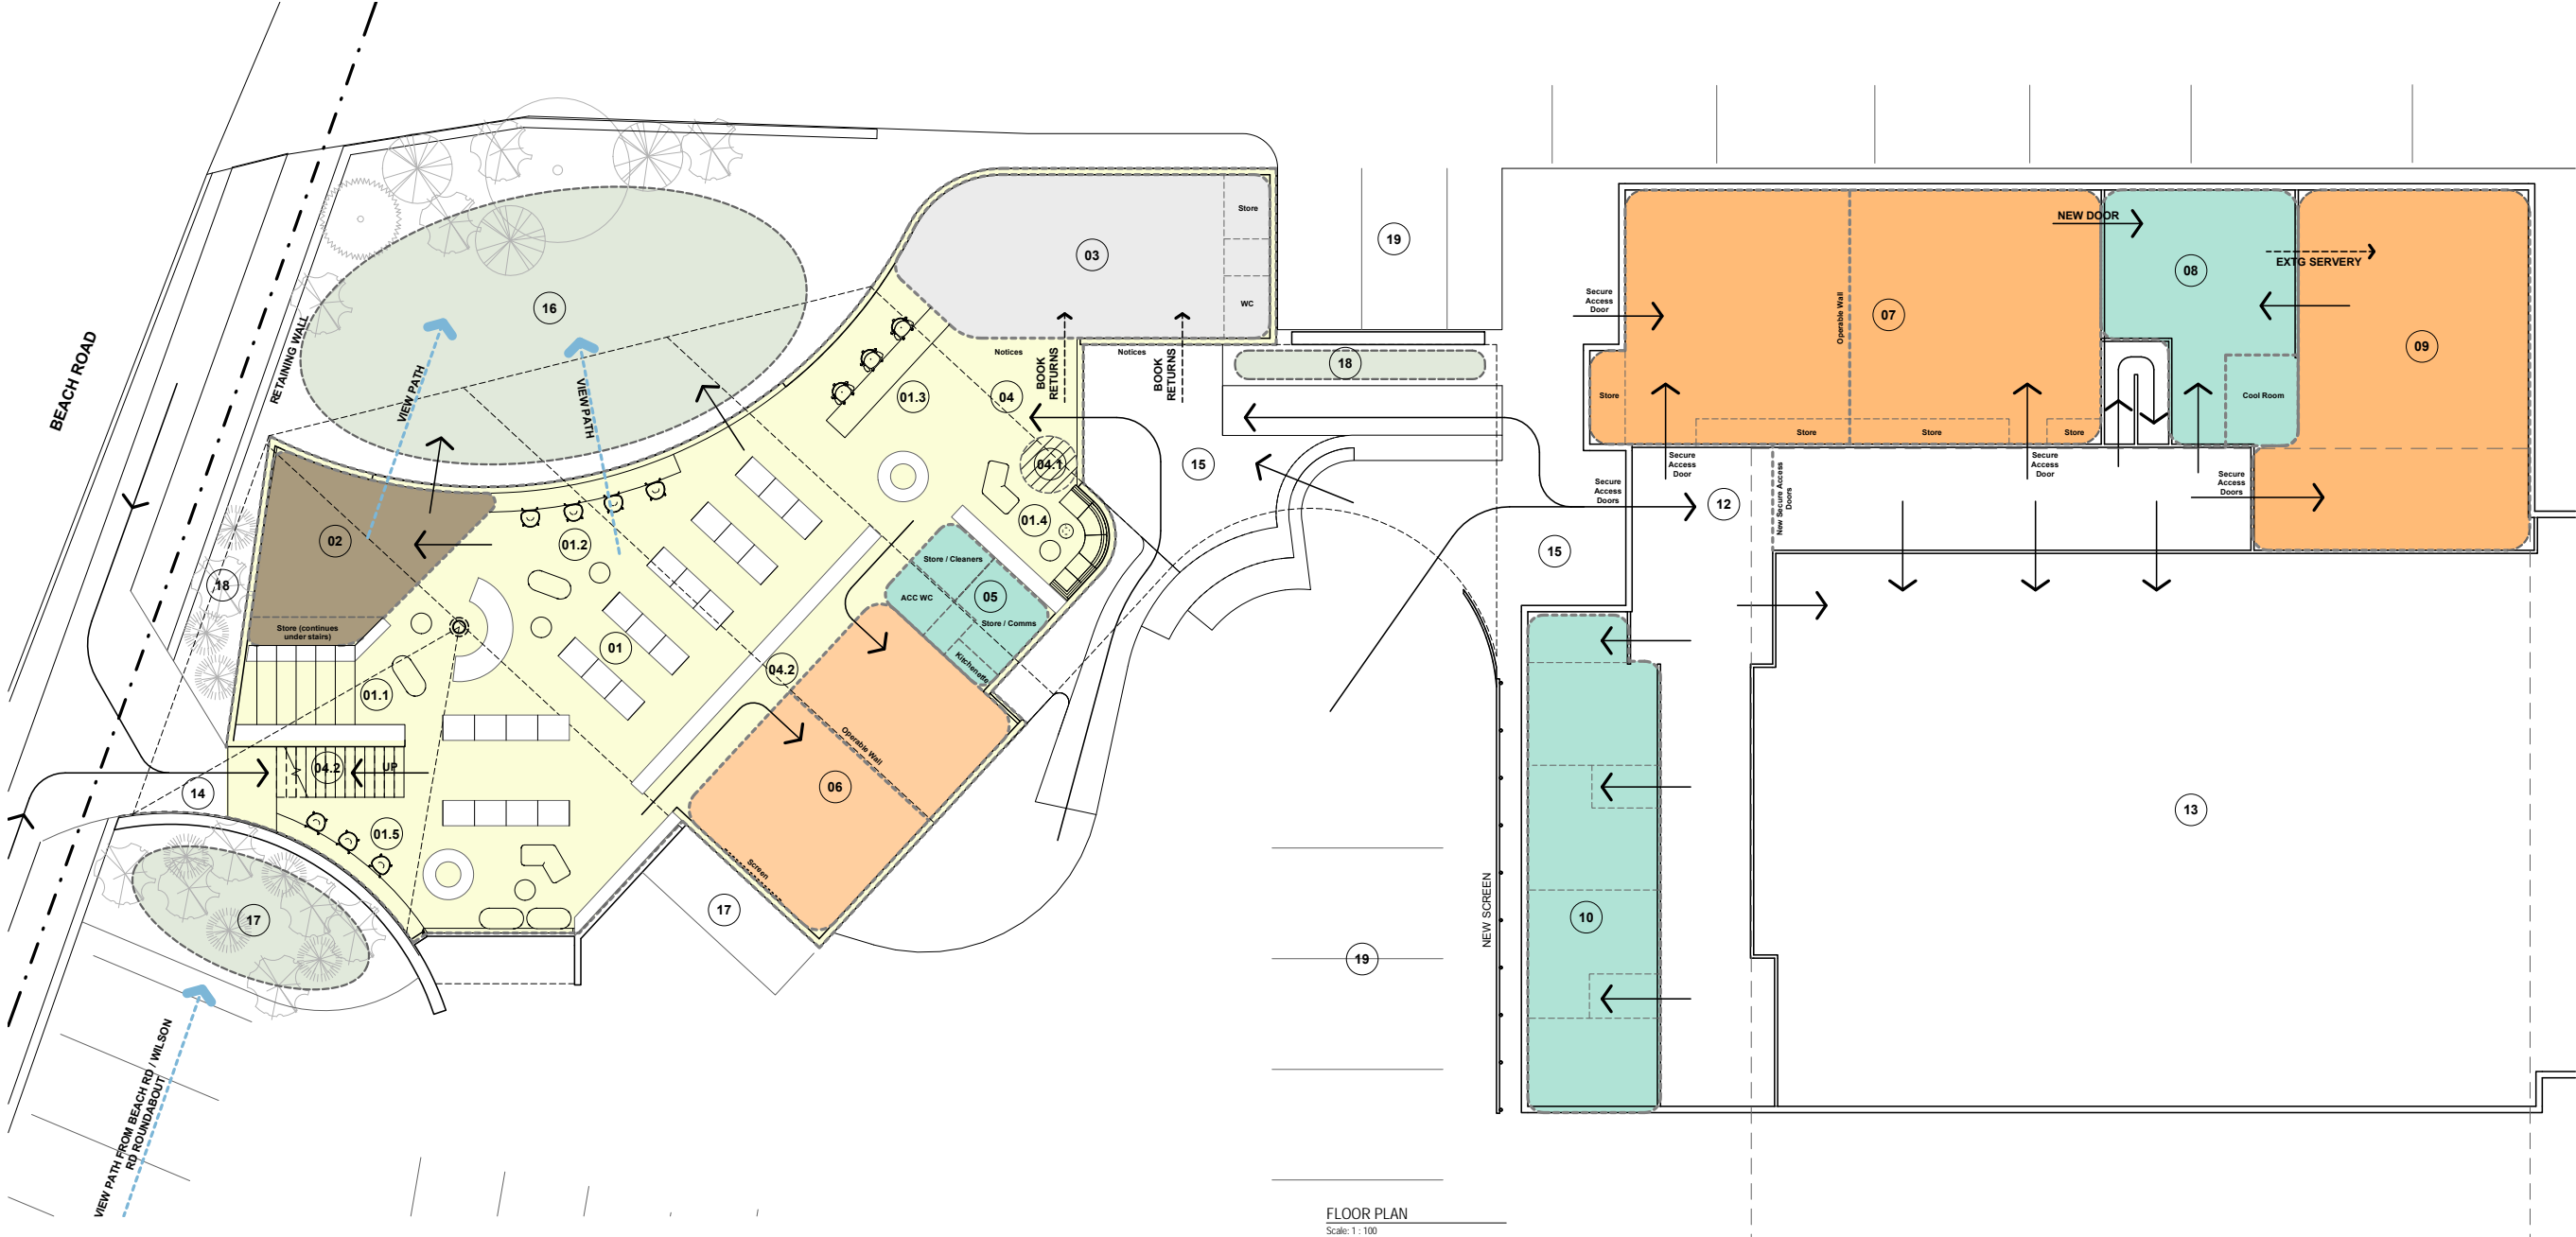 BEACH ROAD
RETAINING WALL
VIEW PATH
VIEW PATH
16
03
Store
WC
19
Notices
BOOK
RETURNS
Notices
BOOK
RETURNS
18
01.3
04
04.1
15
01.4
02
18
Store (continues
under stairs)
01.2
01
01.1
04.2
UP
14
01.5
17
VIEW PATH FROM BEACH RD / WILSON
RD ROUNDABOUT
Store / Cleaners
ACC WC
05
Store / Comms
Kitchenette
04.2
Operable Wall
06
Screen
17
Secure
Access
Door
Operable Wall
07
NEW DOOR
08
EXTG SERVERY
09
Store
Store
Store
Store
Cool Room
Secure
Access
Door
Secure
Access
Door
Secure
Access
Doors
Secure
Access
Doors
12
New Secure Access
Doors
15
13
10
NEW SCREEN
19
FLOOR PLAN
Scale: 1 : 100